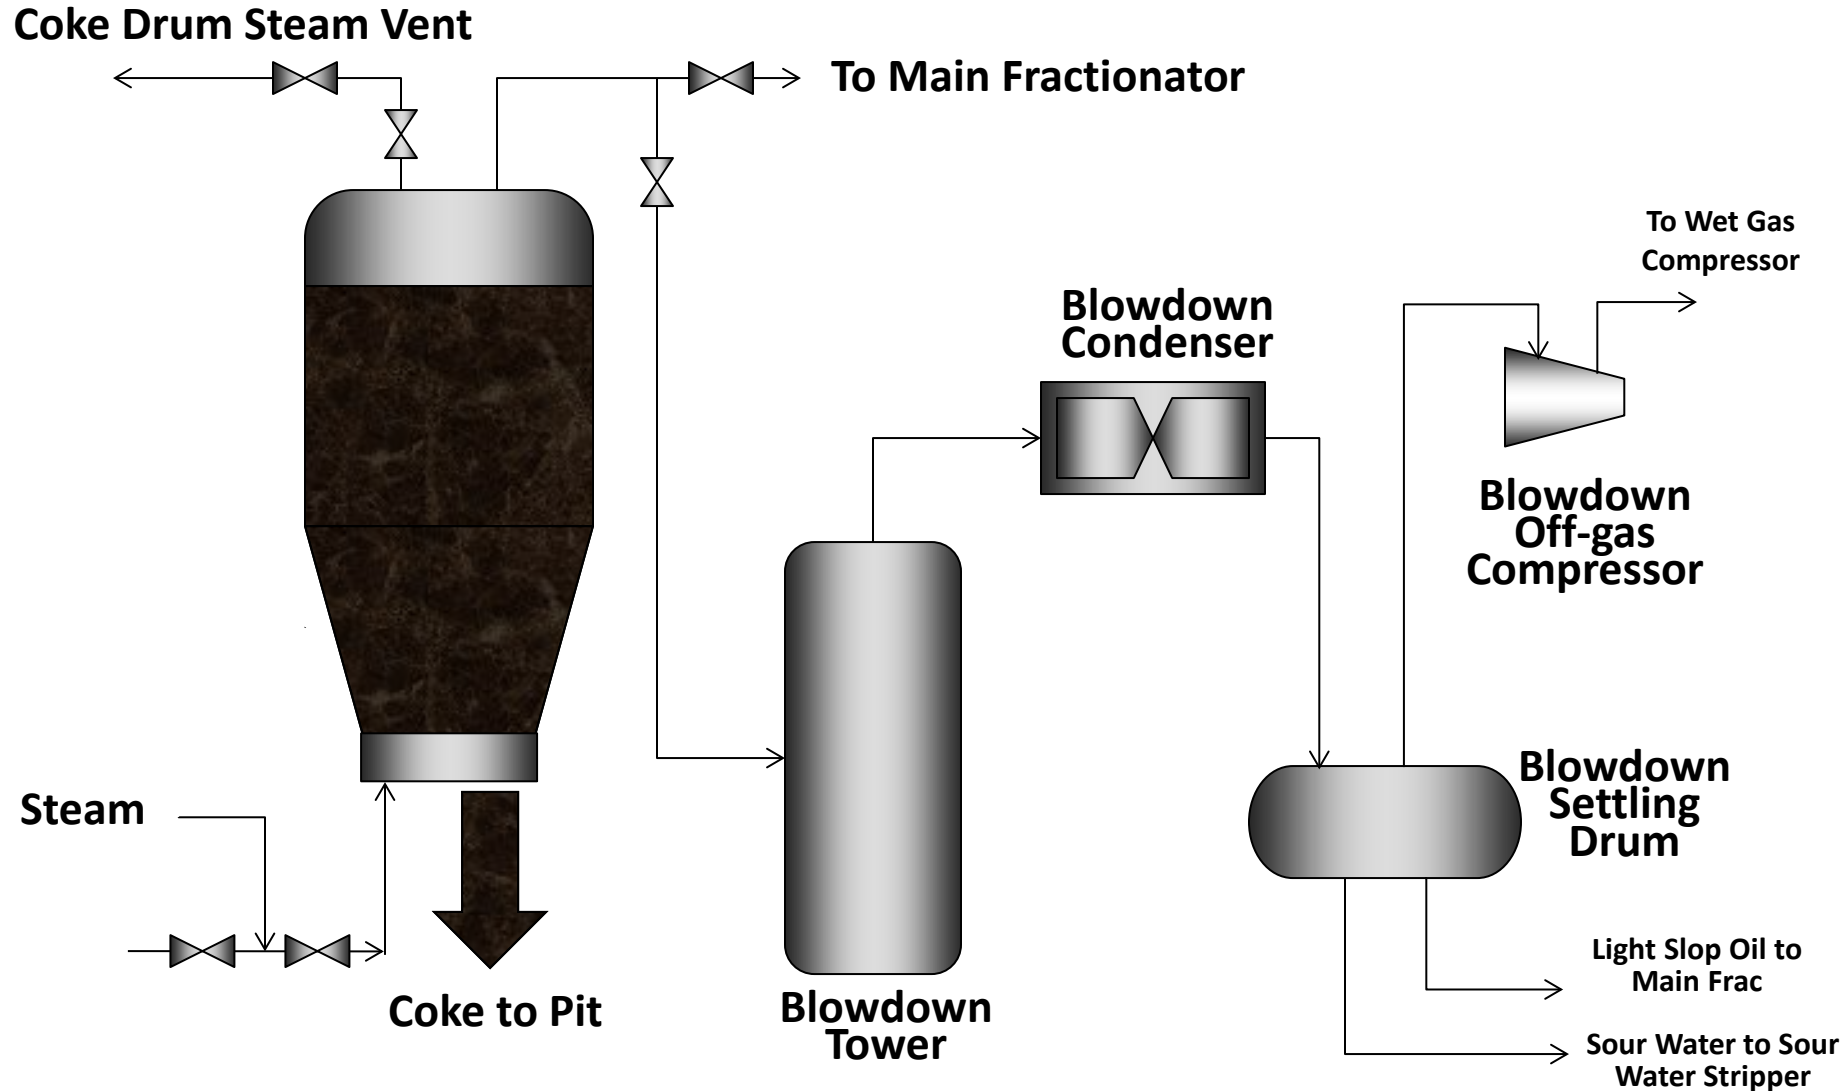 Coke Drum Steam Vent
To Main Fractionator
To Wet Gas
Compressor
Blowdown
Condenser
Blowdown
Off-gas
Compressor
Blowdown
Settling
Drum
Steam
Coke to Pit
Blowdown
Tower
Light Slop Oil to
Main Frac
Sour Water to Sour
Water Stripper